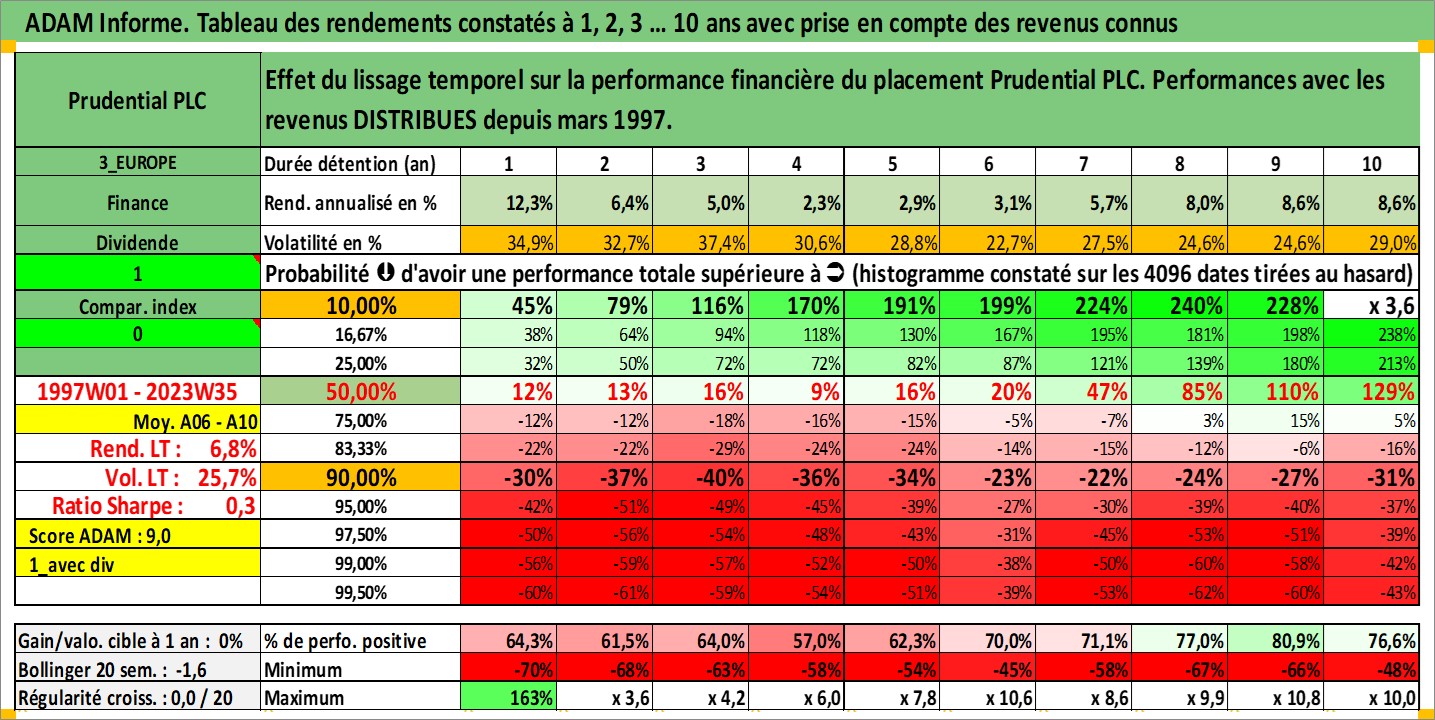 ADAM Informe. Tableau des rendements constatés à 1, 2, 3 ... 10 ans avec prise en compte des revenus connus
Prudential PLC
Effet du lissage temporel sur la performance financière du placement Prudential PLC. Performances avec les
revenus DISTRIBUES depuis mars 1997.
3_EUROPE Durée détention (an) 1 2 3 4 5 6 7 8 9 10
Finance Rend. annualisé en % 12,3% 6,4% 5,0% 2,3% 2,9% 3,1% 5,7% 8,0% 8,6% 8,6%
Dividende Volatilité en % 34,9% 32,7% 37,4% 30,6% 28,8% 22,7% 27,5% 24,6% 24,6% 29,0%
1 Probabilité ⬇ d'avoir une performance totale supérieure à ➲ (histogramme constaté sur les 4096 dates tirées au hasard)
Compar. index 10,00% 45% 79% 116% 170% 191% 199% 224% 240% 228% x 3,6
0 16,67% 38% 64% 94% 118% 130% 167% 195% 181% 198% 238%
25,00% 32% 50% 72% 72% 82% 87% 121% 139% 180% 213%
1997W01 - 2023W35 50,00% 12% 13% 16% 9% 16% 20% 47% 85% 110% 129%
Moy. A06 - A10 75,00% -12% -12% -18% -16% -15% -5% -7% 3% 15% 5%
Rend. LT : 6,8% 83,33% -22% -22% -29% -24% -24% -14% -15% -12% -6% -16%
Vol. LT : 25,7% 90,00% -30% -37% -40% -36% -34% -23% -22% -24% -27% -31%
Ratio Sharpe : 0,3 95,00% -42% -51% -49% -45% -39% -27% -30% -39% -40% -37%
Score ADAM : 9,0 97,50% -50% -56% -54% -48% -43% -31% -45% -53% -51% -39%
1_avec div 99,00% -56% -59% -57% -52% -50% -38% -50% -60% -58% -42%
99,50% -60% -61% -59% -54% -51% -39% -53% -62% -60% -43%
Gain/valo. cible à 1 an : 0% % de perfo. positive 64,3% 61,5% 64,0% 57,0% 62,3% 70,0% 71,1% 77,0% 80,9% 76,6%
Bollinger 20 sem. : -1,6 Minimum -70% -68% -63% -58% -54% -45% -58% -67% -66% -48%
Régularité croiss. : 0,0 / 20 Maximum 163% x 3,6 x 4,2 x 6,0 x 7,8 x 10,6 x 8,6 x 9,9 x 10,8 x 10,0